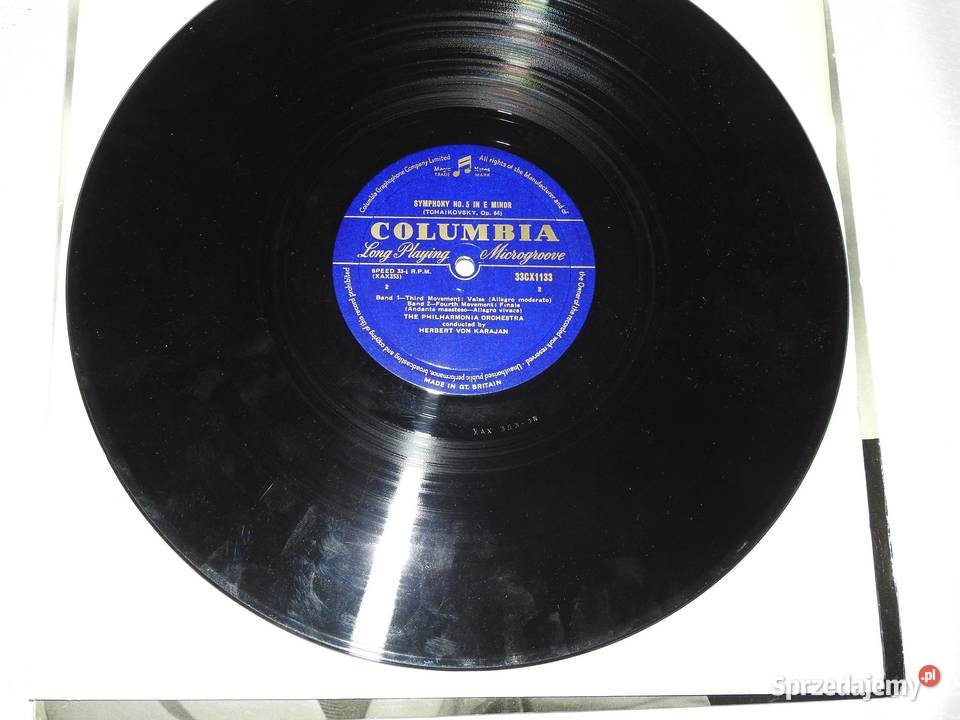 Columbia Graphophone Company Limited
All rights of the Manufacturer and of
the Owner of the recorded work reserved - Unauthorised public performance, broadcasting and copying of this record prohibited
Magic Notes
TRADE MARK
SYMPHONY NO. 5 IN E MINOR
(TCHAIKOVSKY, Op. 64)
COLUMBIA
Long Playing Microgroove
SPEED 33⅓ R.P.M. 33CX1133
(XAX353)
2 2
Band 1—Third Movement: Valse (Allegro moderato)
Band 2—Fourth Movement: Finale
(Andante maestoso—Allegro vivace)
THE PHILHARMONIA ORCHESTRA
conducted by
HERBERT VON KARAJAN
MADE IN GT. BRITAIN
XAX 353-3N
Sprzedajemy.pl